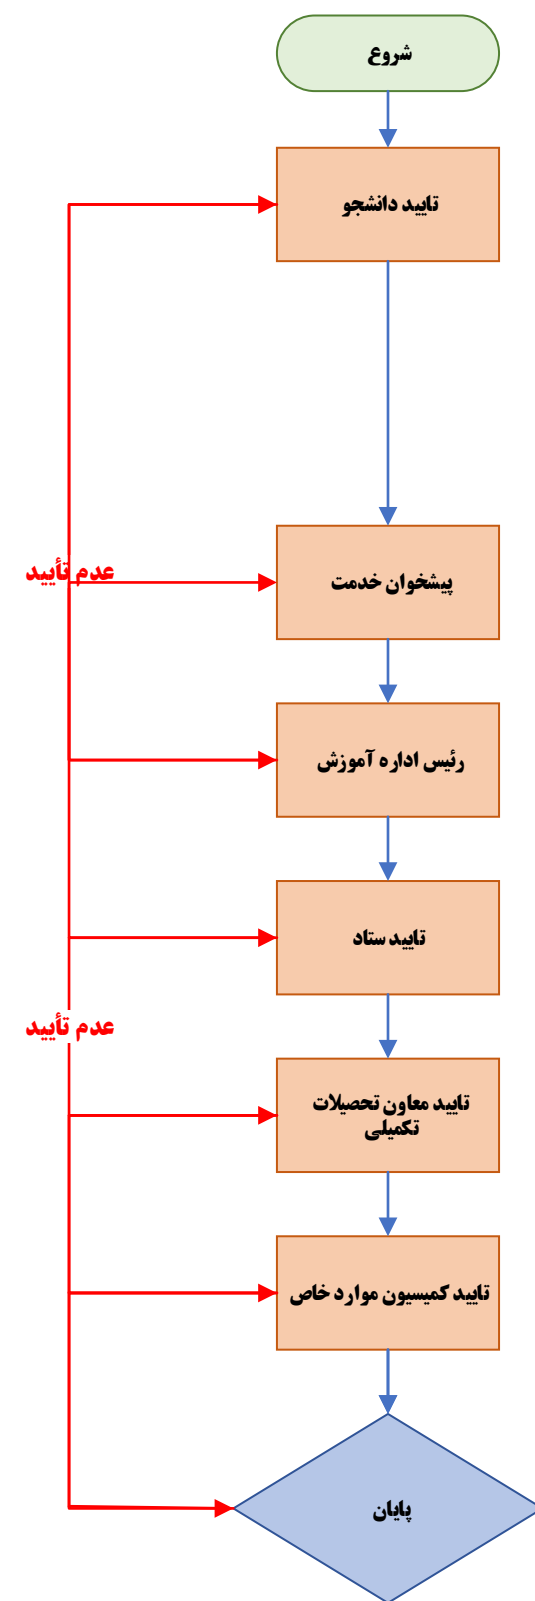 شروع
تایید دانشجو
عدم تأیید
پیشخوان خدمت
رئیس اداره آموزش
تایید ستاد
عدم تأیید
تایید معاون تحصیلات
تکمیلی
تایید کمیسیون موارد خاص
پایان